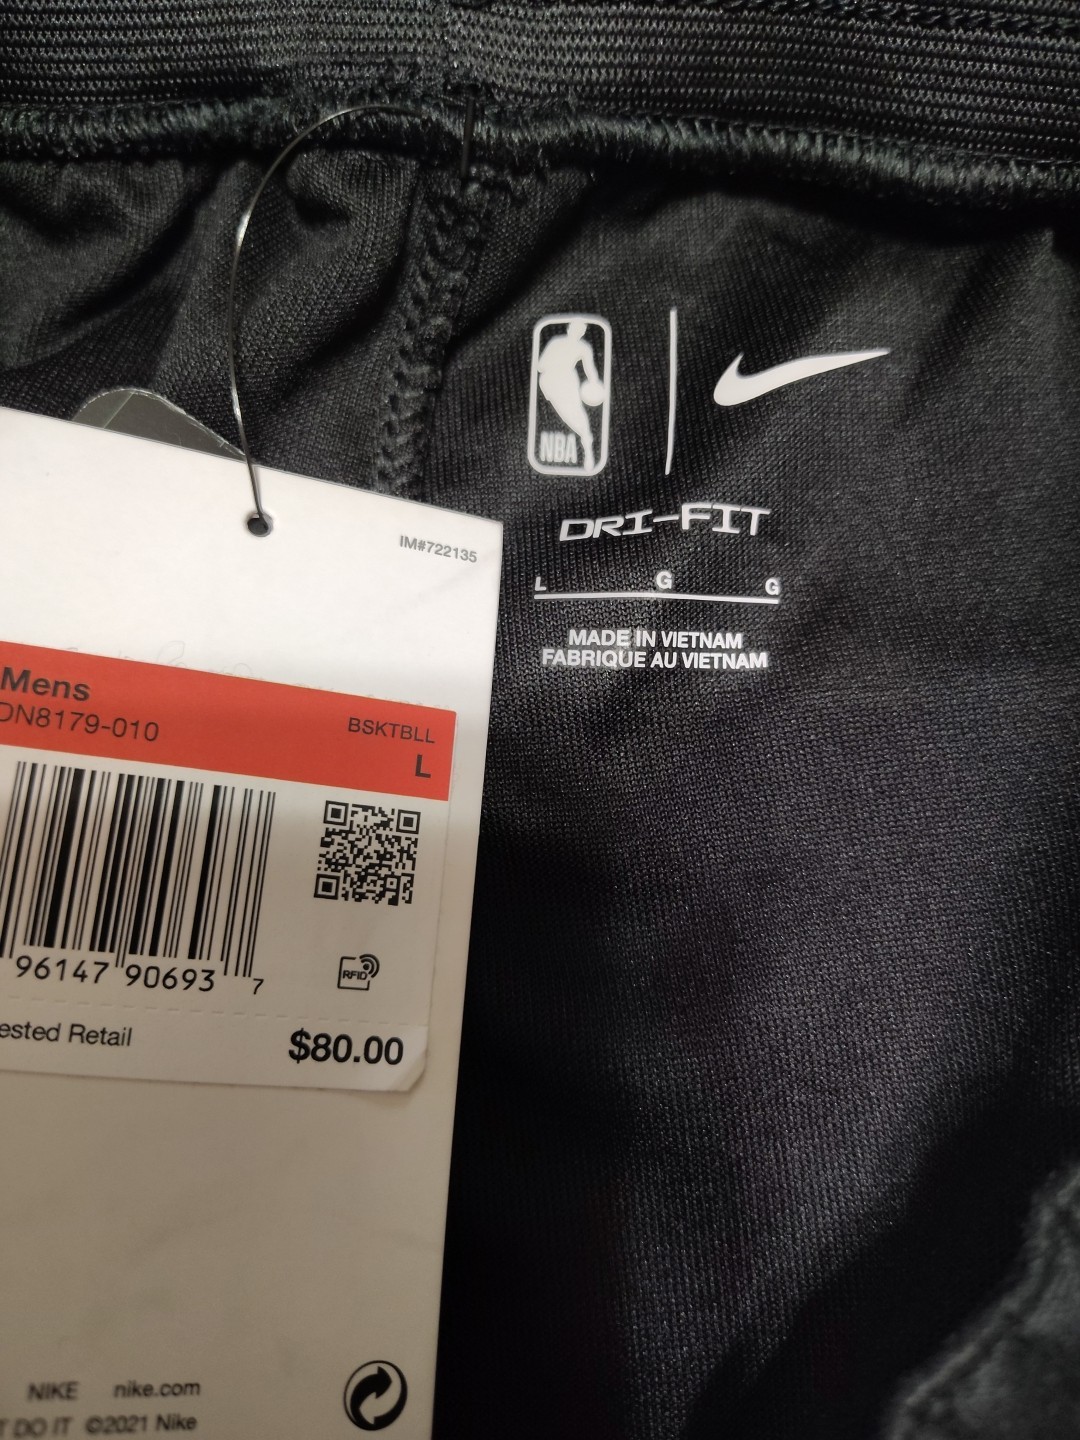 NBA
DRI-FIT
L G G
MADE IN VIETNAM
FABRIQUE AU VIETNAM
IM#722135
Mens
DN8179-010
BSKTBLL
L
96147 90693 7
RFID
ested Retail
$80.00
NIKE nike.com
T DO IT ©2021 Nike